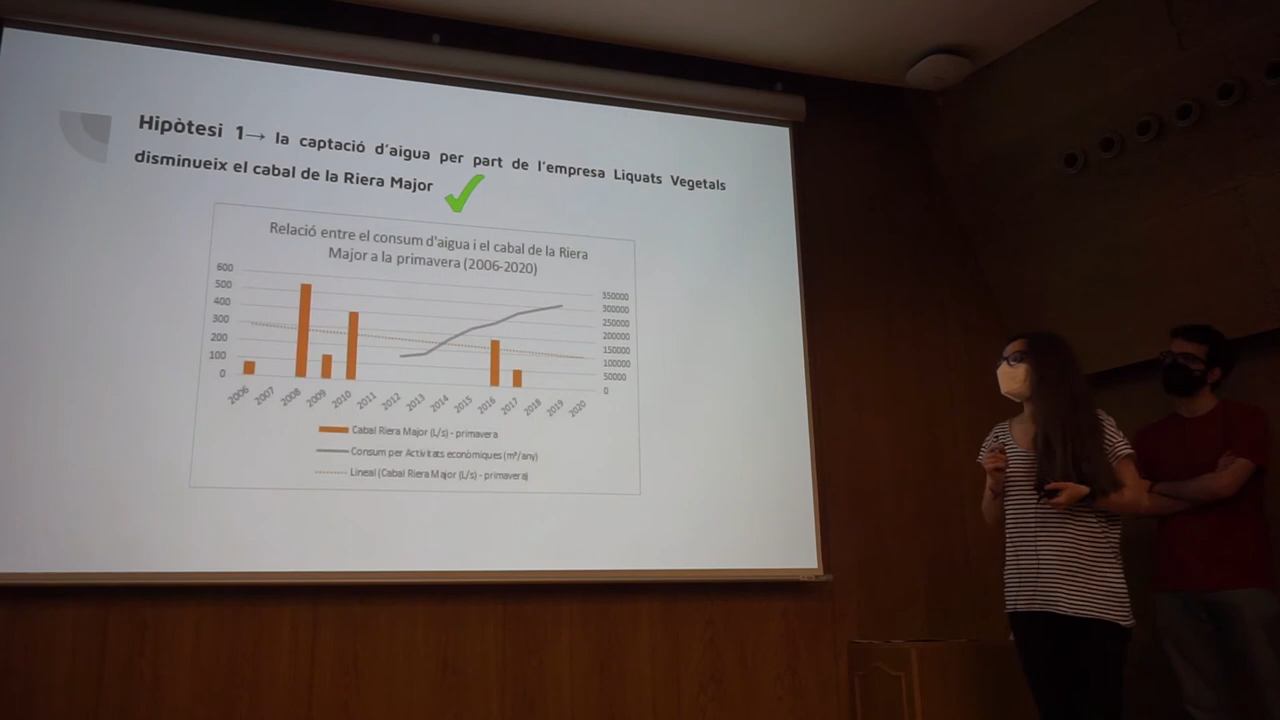 Hipòtesi 1→ la captació d'aigua per part de l'empresa Liquats Vegetals
disminueix el cabal de la Riera Major
Relació entre el consum d'aigua i el cabal de la Riera
Major a la primavera (2006-2020)
600
500
400
300
200
100
0
350000
300000
250000
200000
150000
100000
50000
0
2006 2007 2008 2009 2010 2011 2012 2013 2014 2015 2016 2017 2018 2019 2020
Cabal Riera Major (L/s) - primavera
Consum per Activitats econòmiques (m³/any)
Lineal (Cabal Riera Major (L/s) - primavera)